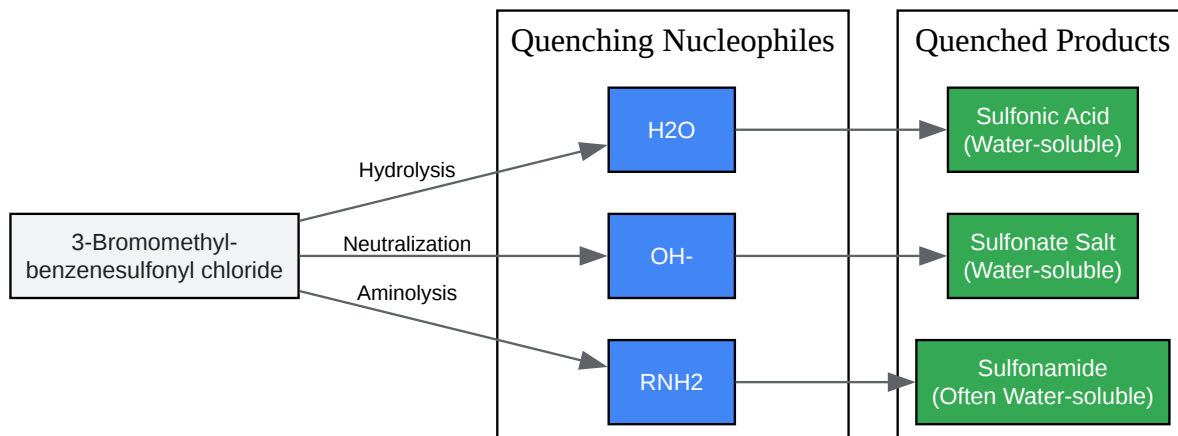 Quenching Nucleophiles
Quenched Products
H2O
Sulfonic Acid
(Water-soluble)
Hydrolysis
3-Bromomethyl-
benzenesulfonyl chloride
Neutralization
OH-
Sulfonate Salt
(Water-soluble)
Aminolysis
RNH2
Sulfonamide
(Often Water-soluble)